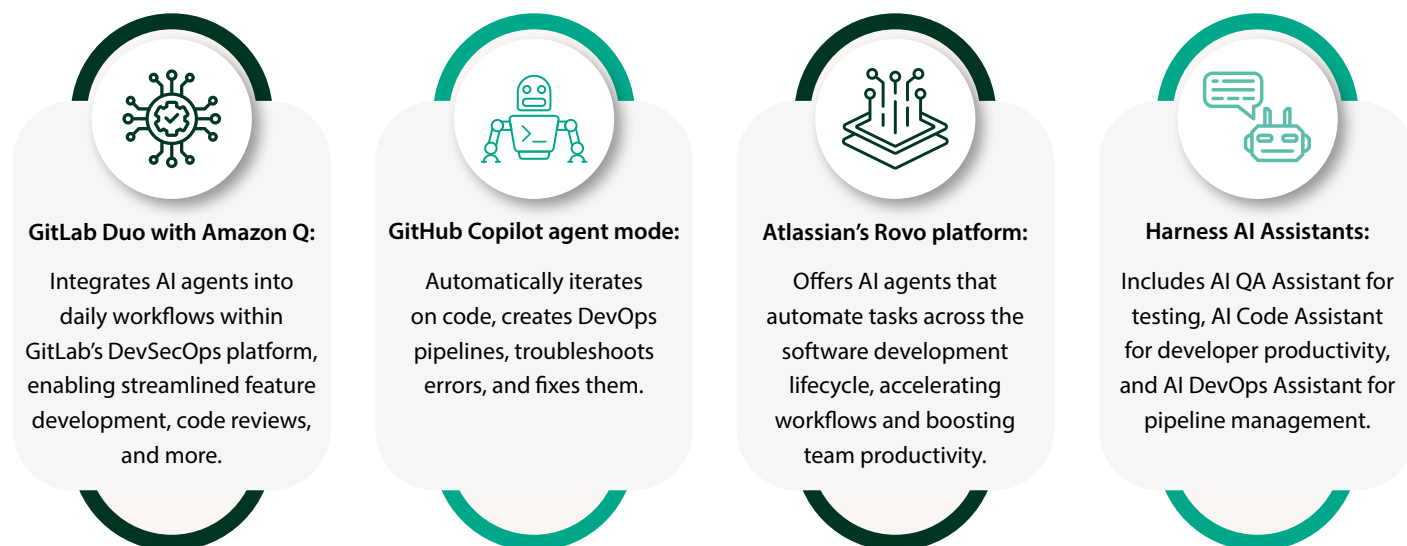 GitLab Duo with Amazon Q:
Integrates AI agents into
daily workflows within
GitLab's DevSecOps platform,
enabling streamlined feature
development, code reviews,
and more.
GitHub Copilot agent mode:
Automatically iterates
on code, creates DevOps
pipelines, troubleshoots
errors, and fixes them.
Atlassian's Rovo platform:
Offers AI agents that
automate tasks across the
software development
lifecycle, accelerating
workflows and boosting
team productivity.
Harness AI Assistants:
Includes AI QA Assistant for
testing, AI Code Assistant
for developer productivity,
and AI DevOps Assistant for
pipeline management.